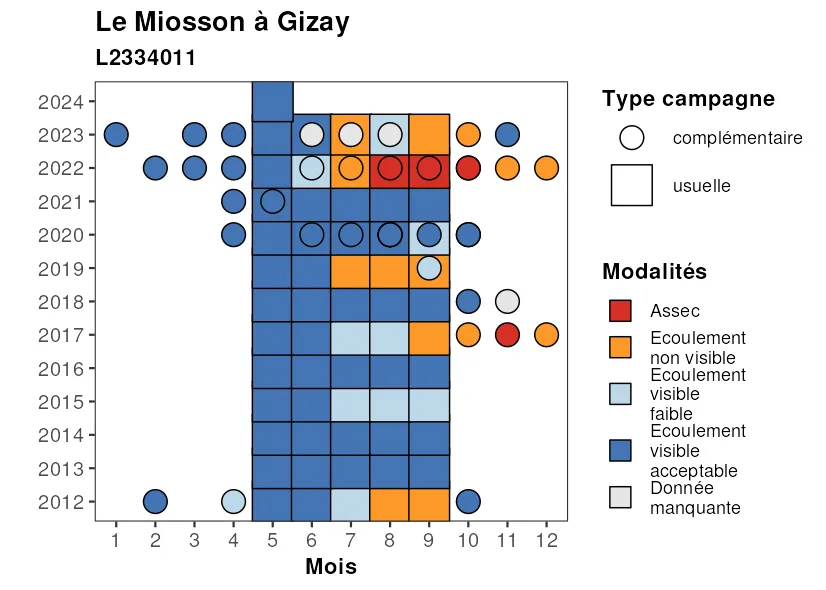 Le Miosson à Gizay
L2334011
2024
2023
2022
2021
2020
2019
2018
2017
2016
2015
2014
2013
2012
1 2 3 4 5 6 7 8 9 10 11 12
Mois
Type campagne
complémentaire
usuelle
Modalités
Assec
Ecoulement
non visible
Ecoulement
visible
faible
Ecoulement
visible
acceptable
Donnée
manquante